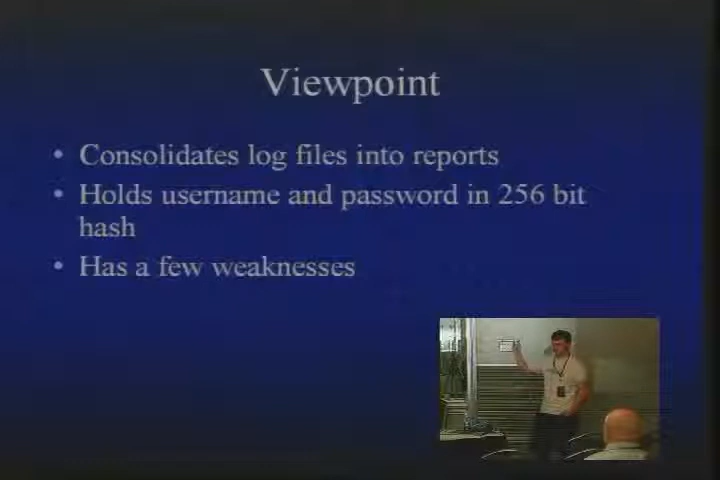 Viewpoint
• Consolidates log files into reports
• Holds username and password in 256 bit
hash
• Has a few weaknesses